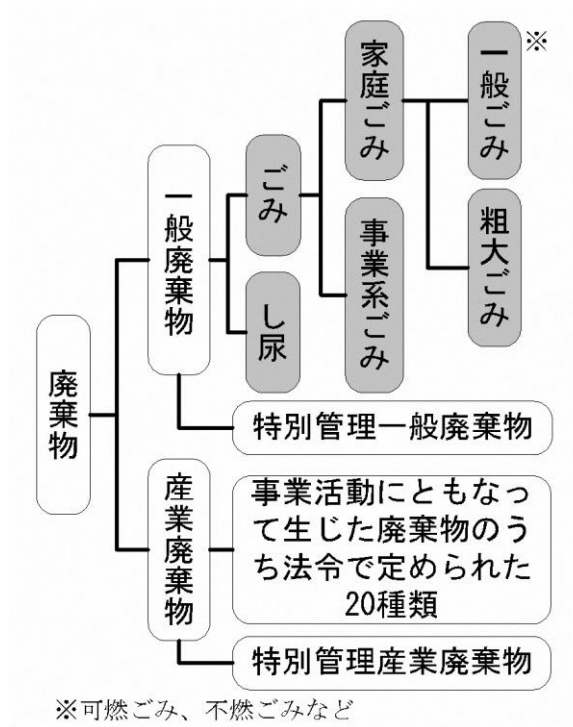 廃棄物
一般廃棄物
ごみ
家庭ごみ
一般ごみ
※
粗大ごみ
事業系ごみ
し尿
特別管理一般廃棄物
産業廃棄物
事業活動にともなっ
て生じた廃棄物のう
ち法令で定められた
20種類
特別管理産業廃棄物
※可燃ごみ、不燃ごみなど